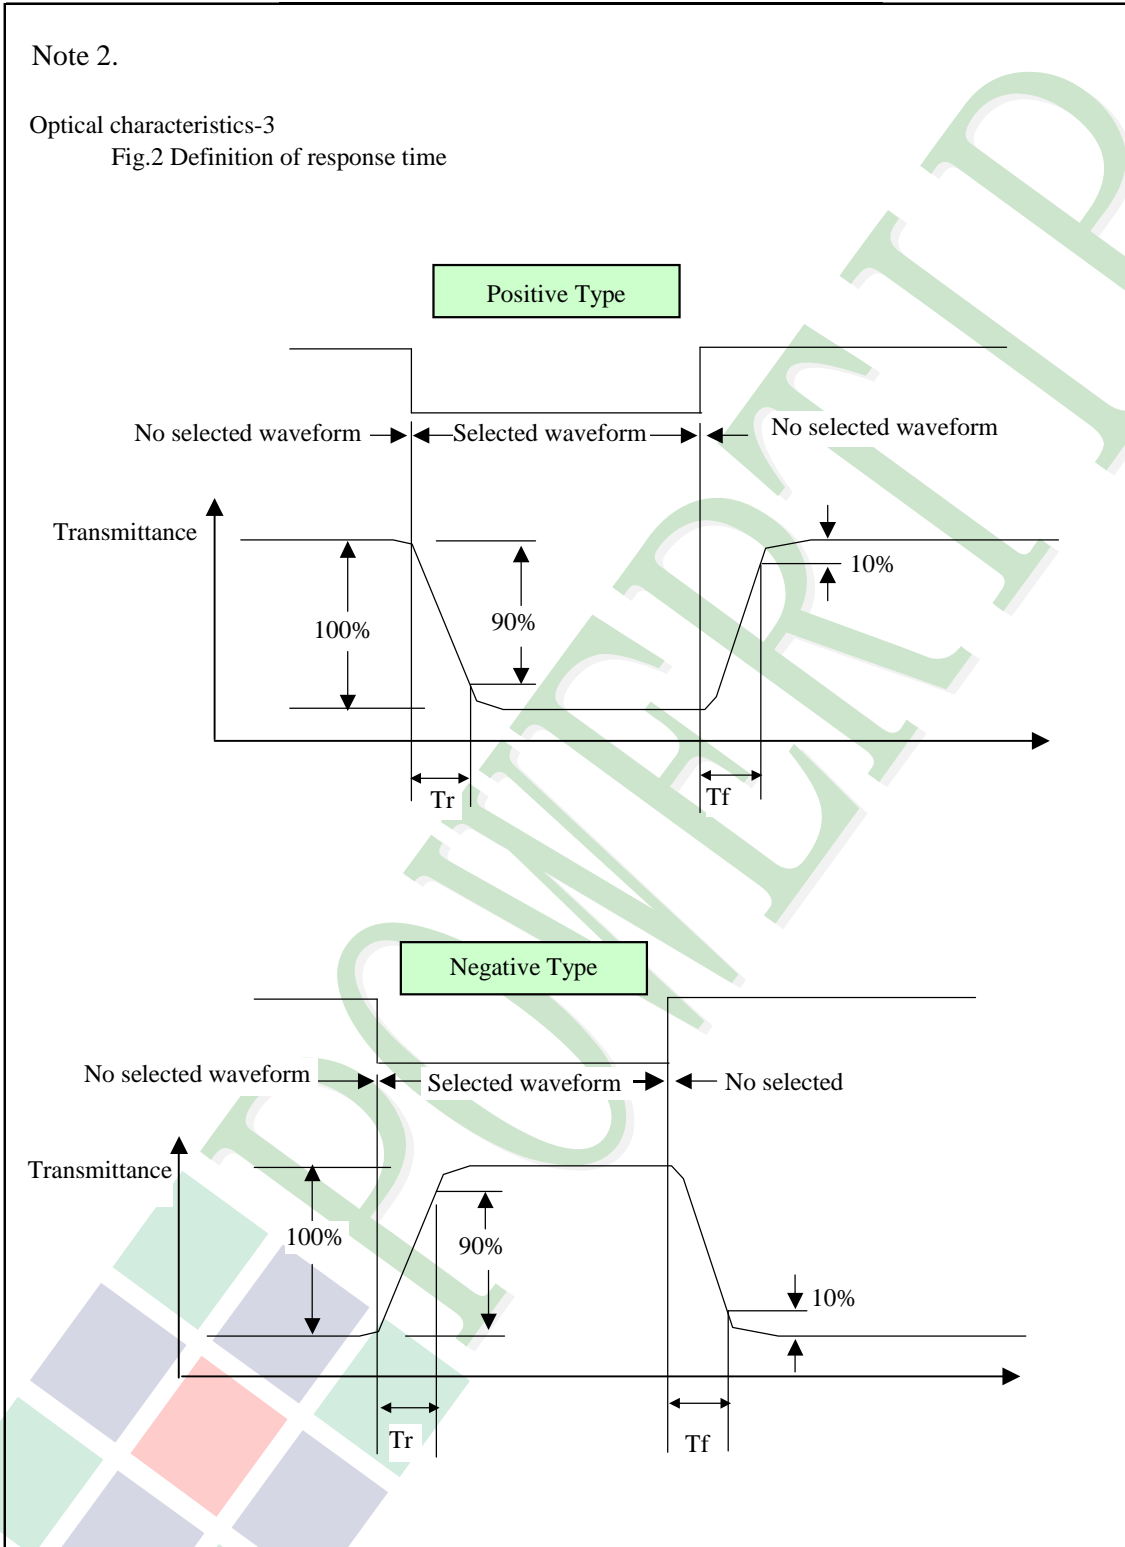 Note 2.
Optical characteristics-3
Fig.2 Definition of response time
Positive Type
No selected waveform
Selected waveform
No selected waveform
Transmittance
10%
100%
90%
Tr
Tf
Negative Type
No selected waveform
Selected waveform
No selected
Transmittance
100%
90%
10%
Tr
Tf
POWERTIP